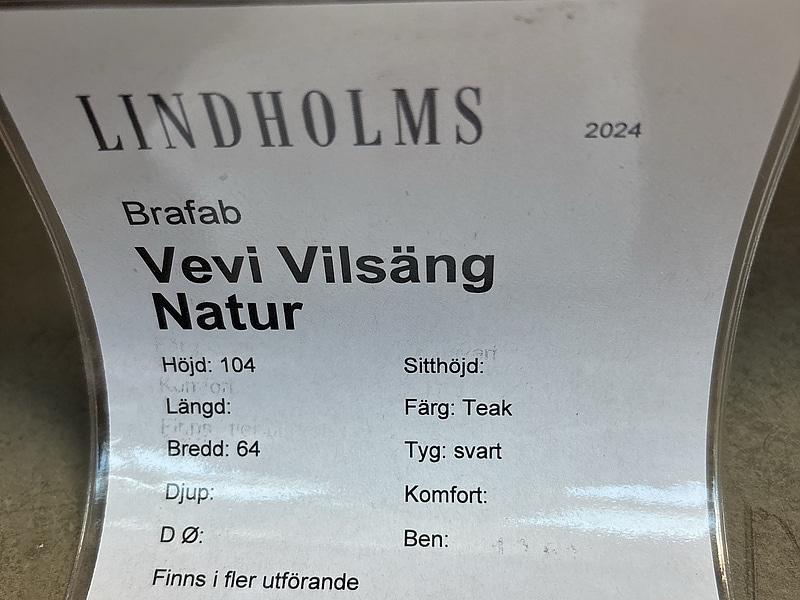 LINDHOLMS 2024
Brafab
Vevi Vilsäng
Natur
Höjd: 104 Sitthöjd:
Längd: Färg: Teak
Bredd: 64 Tyg: svart
Djup: Komfort:
D Ø: Ben:
Finns i fler utförande